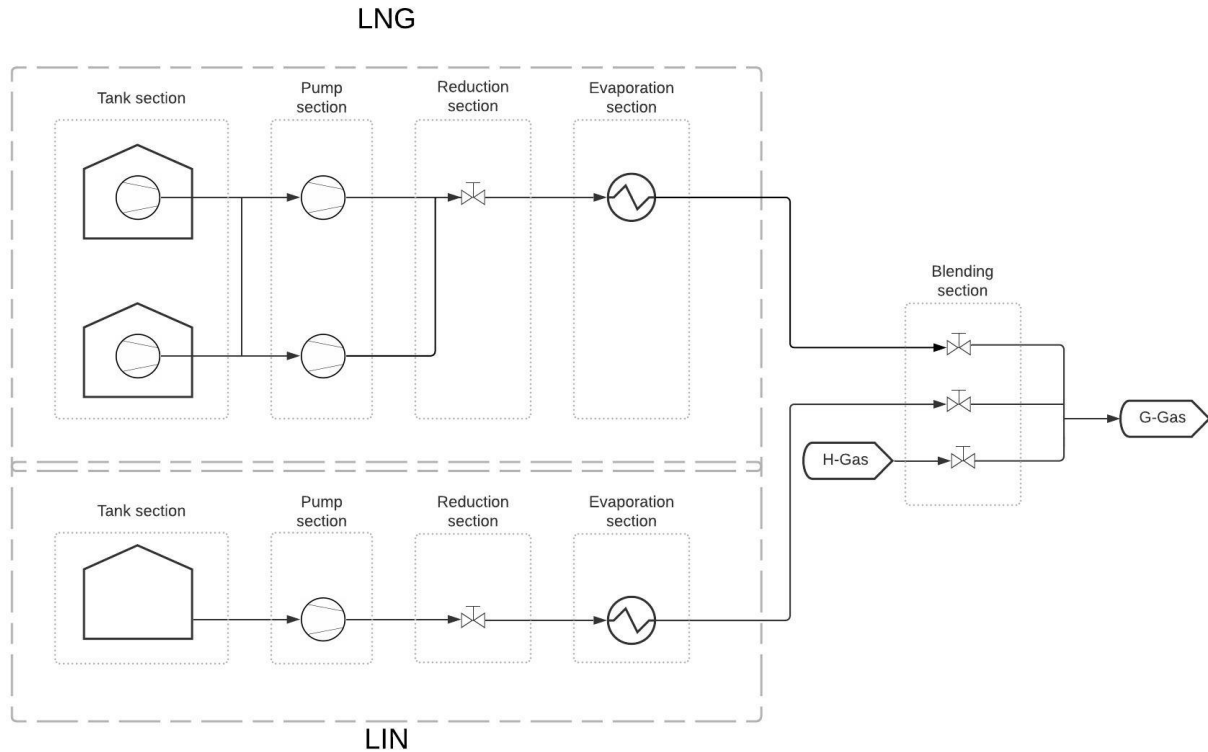 LNG
Tank section
Pump
section
Reduction
section
Evaporation
section
Blending
section
G-Gas
H-Gas
Tank section
Pump
section
Reduction
section
Evaporation
section
LIN